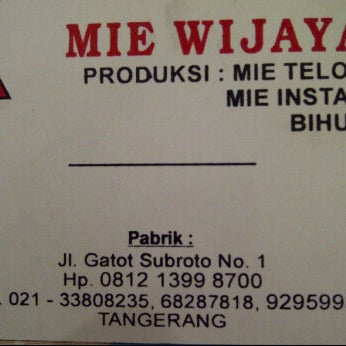 MIE WIJAYA
PRODUKSI : MIE TELO
MIE INSTA
BIHU
Pabrik :
Jl. Gatot Subroto No. 1
Hp. 0812 1399 8700
. 021 - 33808235, 68287818, 929599
TANGERANG